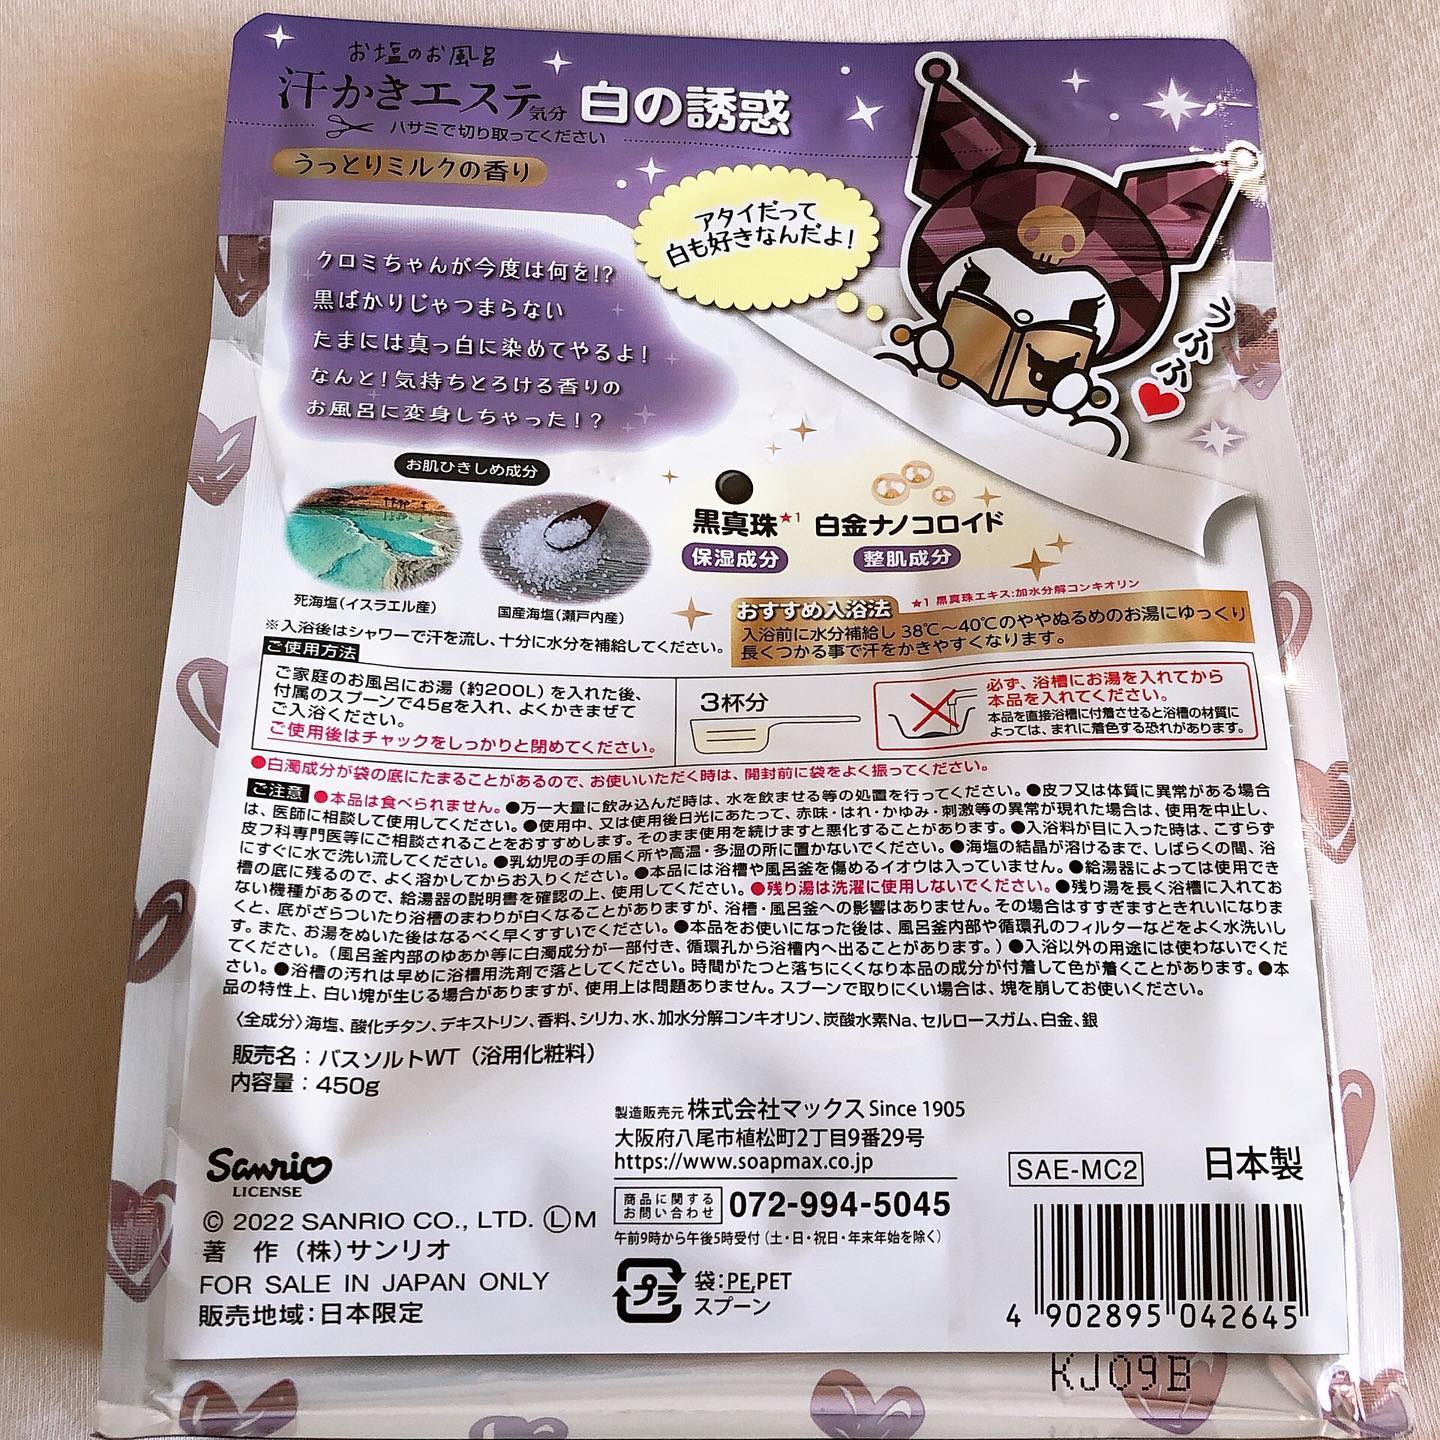 お塩のお風呂
汗かきエステ気分 白の誘惑
ハサミで切り取ってください
うっとりミルクの香り
アタイだって
白も好きなんだよ!
うぷぷ
クロミちゃんが今度は何を!?
黒ばかりじゃつまらない
たまには真っ白に染めてやるよ!
なんと!気持ちとろける香りの
お風呂に変身しちゃった!?
お肌ひきしめ成分
死海塩(イスラエル産)
国産海塩(瀬戸内産)
黒真珠★1
保湿成分
白金ナノコロイド
整肌成分
★1 黒真珠エキス:加水分解コンキオリン
※入浴後はシャワーで汗を流し、十分に水分を補給してください。
おすすめ入浴法
入浴前に水分補給し 38℃〜40℃のややぬるめのお湯にゆっくり
長くつかる事で汗をかきやすくなります。
ご使用方法
ご家庭のお風呂にお湯(約200L)を入れた後、
付属のスプーンで45gを入れ、よくかきまぜて
ご入浴ください。
ご使用後はチャックをしっかりと閉めてください。
3杯分
必ず、浴槽にお湯を入れてから
本品を入れてください。
本品を直接浴槽に付着させると浴槽の材質に
よっては、まれに着色する恐れがあります。
●白濁成分が袋の底にたまることがあるので、お使いいただく時は、開封前に袋をよく振ってください。
ご注意 ●本品は食べられません。●万一大量に飲み込んだ時は、水を飲ませる等の処置を行ってください。●皮フ又は体質に異常がある場合
は、医師に相談して使用してください。●使用中、又は使用後日光にあたって、赤味・はれ・かゆみ・刺激等の異常が現れた場合は、使用を中止し、
皮フ科専門医等にご相談されることをおすすめします。そのまま使用を続けますと悪化することがあります。●入浴料が目に入った時は、こすらず
にすぐに水で洗い流してください。●乳幼児の手の届く所や高温・多湿の所に置かないでください。●海塩の結晶が溶けるまで、しばらくの間、浴
槽の底に残るので、よく溶かしてからお入りください。●本品には浴槽や風呂釜を傷めるイオウは入っていません。●給湯器によっては使用でき
ない機種があるので、給湯器の説明書を確認の上、使用してください。●残り湯は洗濯に使用しないでください。●残り湯を長く浴槽に入れてお
くと、底がざらついたり浴槽のまわりが白くなることがありますが、浴槽・風呂釜への影響はありません。その場合はすすぎますときれいになりま
す。また、お湯をぬいた後はなるべく早くすすいでください。●本品をお使いになった後は、風呂釜内部や循環孔のフィルターなどをよく水洗いし
てください。(風呂釜内部のゆあか等に白濁成分が一部付き、循環孔から浴槽内へ出ることがあります。)●入浴以外の用途には使わないでくだ
さい。●浴槽の汚れは早めに浴槽用洗剤で落としてください。時間がたつと落ちにくくなり本品の成分が付着して色が着くことがあります。●本
品の特性上、白い塊が生じる場合がありますが、使用上は問題ありません。スプーンで取りにくい場合は、塊を崩してお使いください。
〈全成分〉海塩、酸化チタン、デキストリン、香料、シリカ、水、加水分解コンキオリン、炭酸水素Na、セルロースガム、白金、銀
販売名:バスソルトWT(浴用化粧料)
内容量:450g
製造販売元 株式会社マックス Since 1905
大阪府八尾市植松町2丁目9番29号
https://www.soapmax.co.jp
商品に関する
お問い合わせ 072-994-5045
午前9時から午後5時受付(土・日・祝日・年末年始を除く)
プラ 袋:PE,PET
スプーン
SAE-MC2
日本製
Sanrio
LICENSE
© 2022 SANRIO CO., LTD. Ⓛ M
著 作 (株)サンリオ
FOR SALE IN JAPAN ONLY
販売地域:日本限定
4 902895 042645
KJ09B